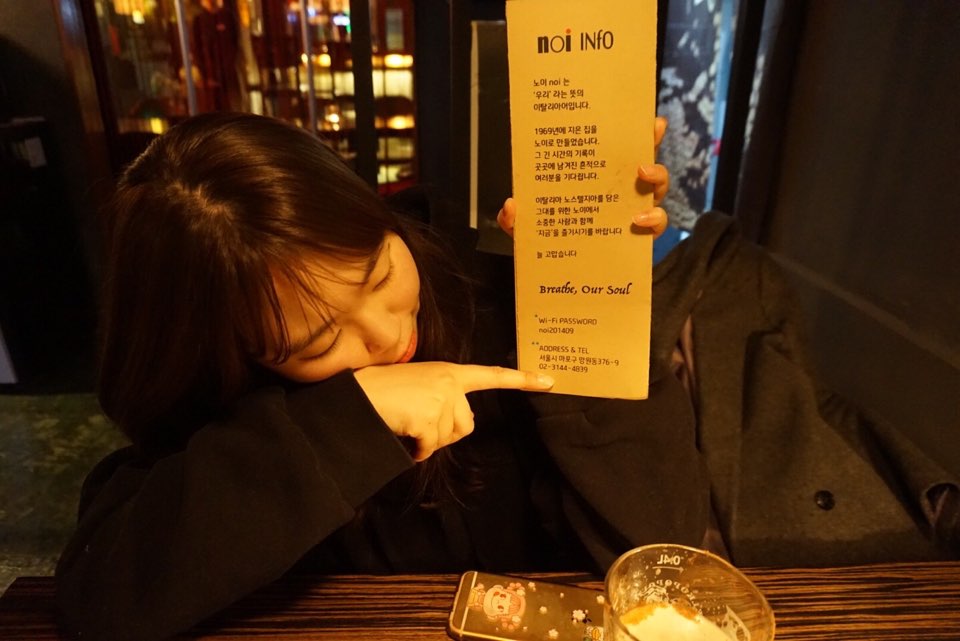 noi INfO
노이 noi 는
'우리' 라는 뜻의
이탈리아어입니다.
1969년에 지은 집을
노이로 만들었습니다.
그 긴 시간의 기록이
곳곳에 남겨진 흔적으로
여러분을 기다립니다.
이탈리아 노스탤지아를 담은
그대를 위한 노이에서
소중한 사람과 함께
'지금'을 즐기시기를 바랍니다
늘 고맙습니다
Breathe, Our Soul
* Wi-Fi PASSWORD
noi201409
** ADDRESS & TEL
서울시 마포구 망원동376-9
02-3144-4839
0,4L